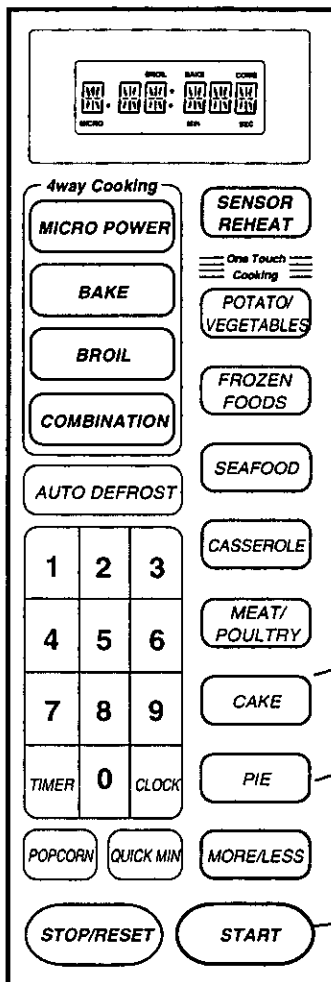 BROIL BAKE COMB
MICRO MIN SEC
4way Cooking
MICRO POWER
BAKE
BROIL
COMBINATION
AUTO DEFROST
1 2 3
4 5 6
7 8 9
TIMER 0 CLOCK
POPCORN QUICK MIN
STOP/RESET
SENSOR
REHEAT
One Touch
Cooking
POTATO/
VEGETABLES
FROZEN
FOODS
SEAFOOD
CASSEROLE
MEAT/
POULTRY
CAKE
PIE
MORE/LESS
START